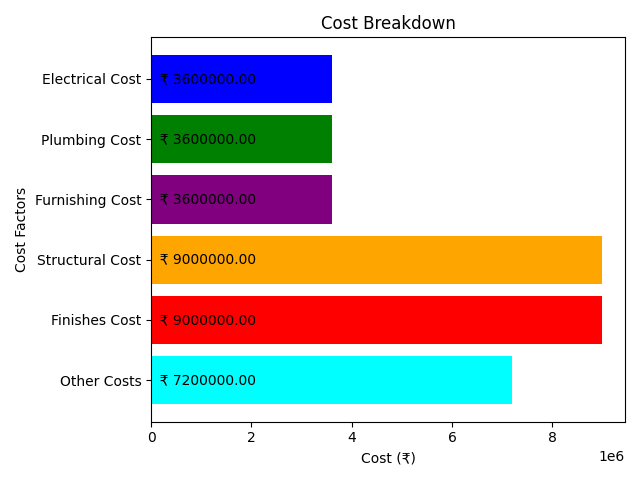 Cost Breakdown
Electrical Cost
₹ 3600000.00
Plumbing Cost
₹ 3600000.00
Furnishing Cost
₹ 3600000.00
Structural Cost
₹ 9000000.00
Finishes Cost
₹ 9000000.00
Other Costs
₹ 7200000.00
Cost Factors
0 2 4 6 8
1e6
Cost (₹)